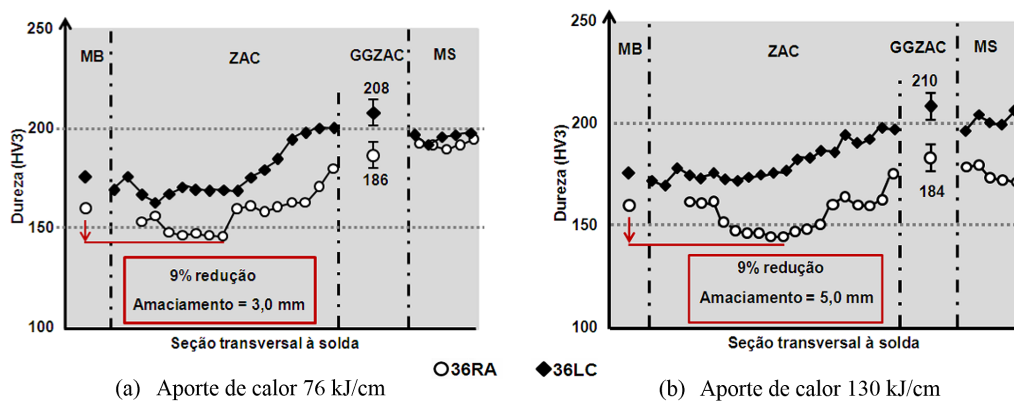 250
200
150
100
Dureza (HV3)
MB
ZAC
GGZAC
MS
208
186
9% redução
Amaciamento = 3,0 mm
Seção transversal à solda
250
200
150
100
Dureza (HV3)
MB
ZAC
GGZAC
MS
210
184
9% redução
Amaciamento = 5,0 mm
Seção transversal à solda
36RA 36LC
(a) Aporte de calor 76 kJ/cm
(b) Aporte de calor 130 kJ/cm